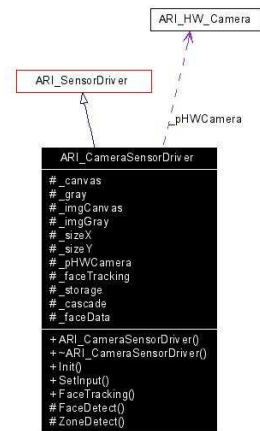 ARI_HW_Camera
ARI_SensorDriver
_pHWCamera
ARI_CameraSensorDriver
# _canvas
# _gray
# _imgCanvas
# _imgGray
# _sizeX
# _sizeY
# _pHWCamera
# _faceTracking
# _storage
# _cascade
# _faceData
+ ARI_CameraSensorDriver()
+ ~ARI_CameraSensorDriver()
+ Init()
+ SetInput()
+ FaceTracking()
# FaceDetect()
# ZoneDetect()